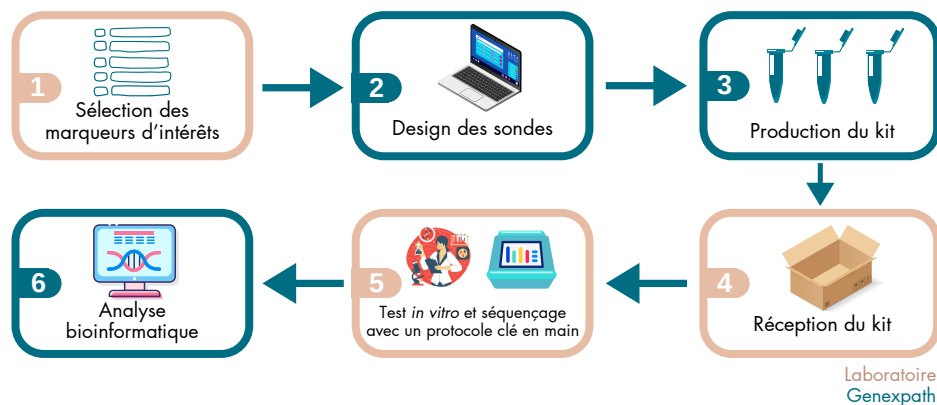 1
Sélection des
marqueurs d'intérêts
2
Design des sondes
3
Production du kit
4
Réception du kit
5
Test in vitro et séquençage
avec un protocole clé en main
6
Analyse
bioinformatique
Laboratoire
Genexpath